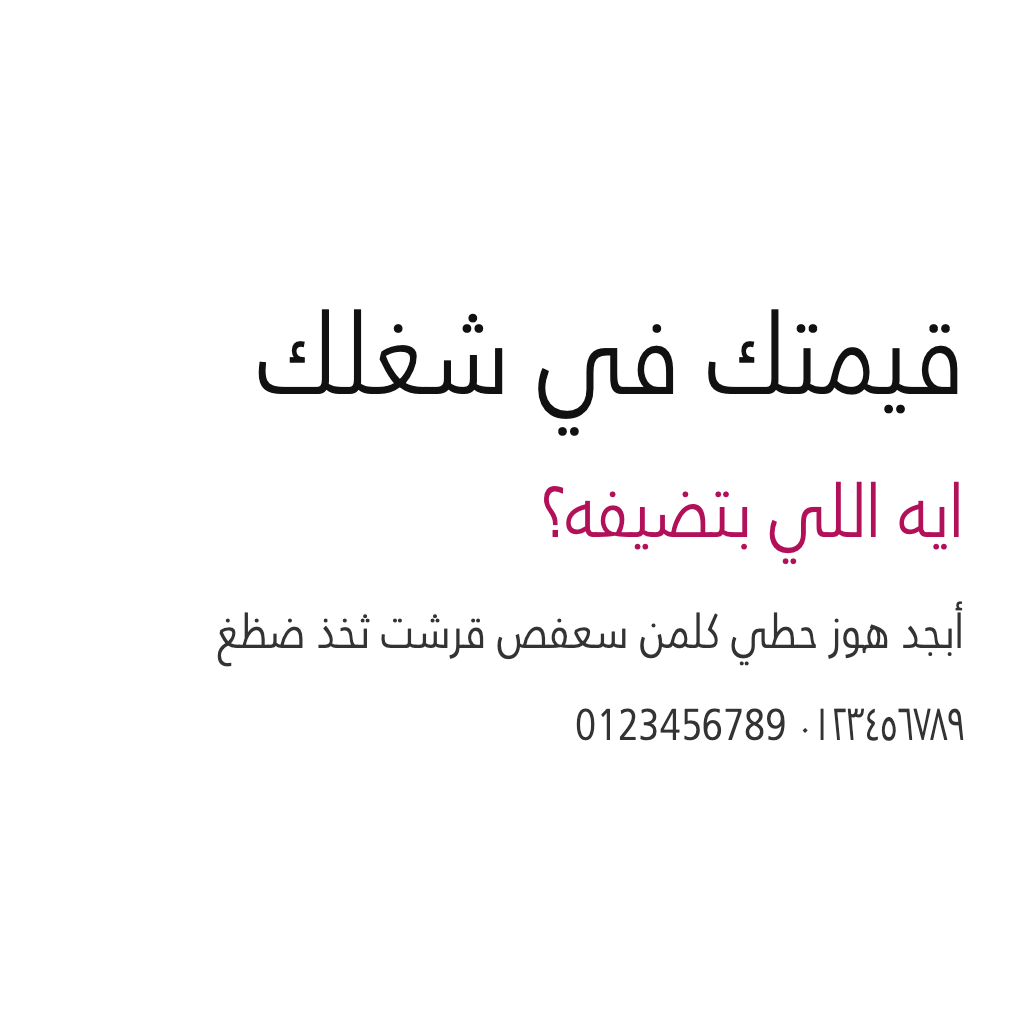 قيمتك في شغلك
ايه اللي بتضيفه؟
أبجد هوز حطي كلمن سعفص قرشت ثخذ ضظغ
0123456789 ٠١٢٣٤٥٦٧٨٩